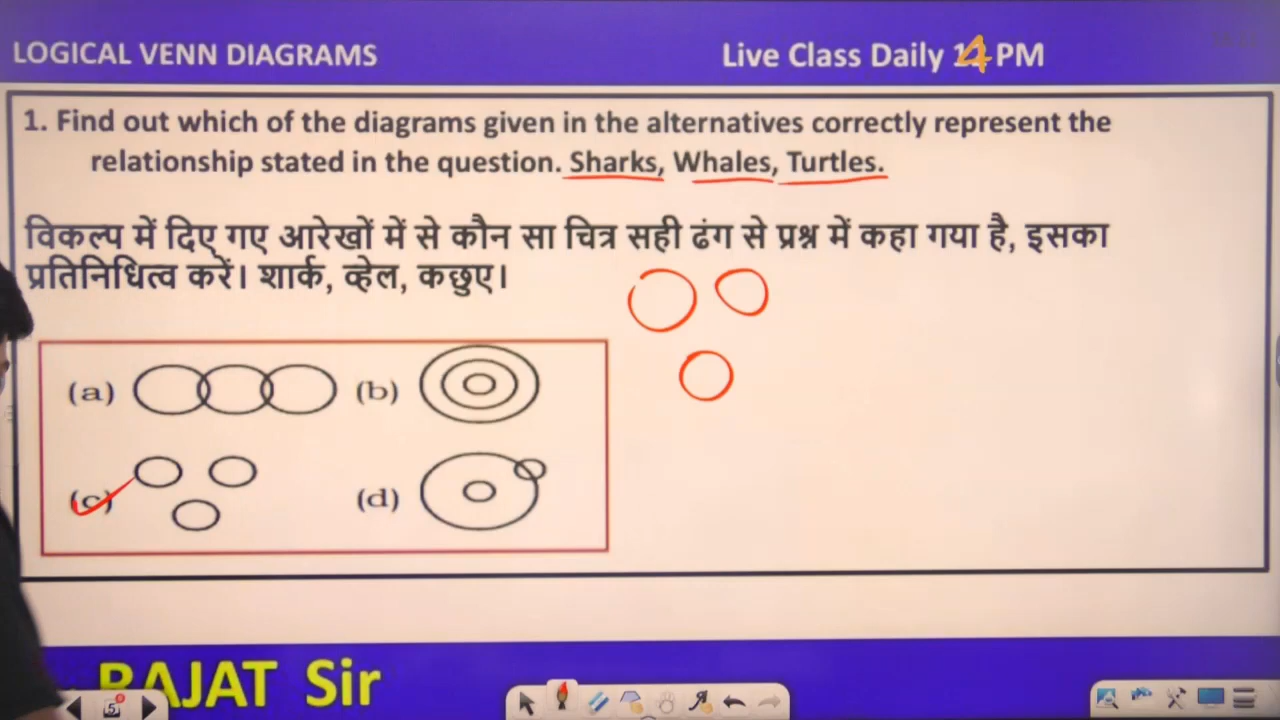 LOGICAL VENN DIAGRAMS
Live Class Daily 4 PM
1. Find out which of the diagrams given in the alternatives correctly represent the
relationship stated in the question. Sharks, Whales, Turtles.
विकल्प में दिए गए आरेखों में से कौन सा चित्र सही ढंग से प्रश्न में कहा गया है, इसका
प्रतिनिधित्व करें। शार्क, व्हेल, कछुए।
(a) (b)
(c) (d)
RAJAT Sir
5